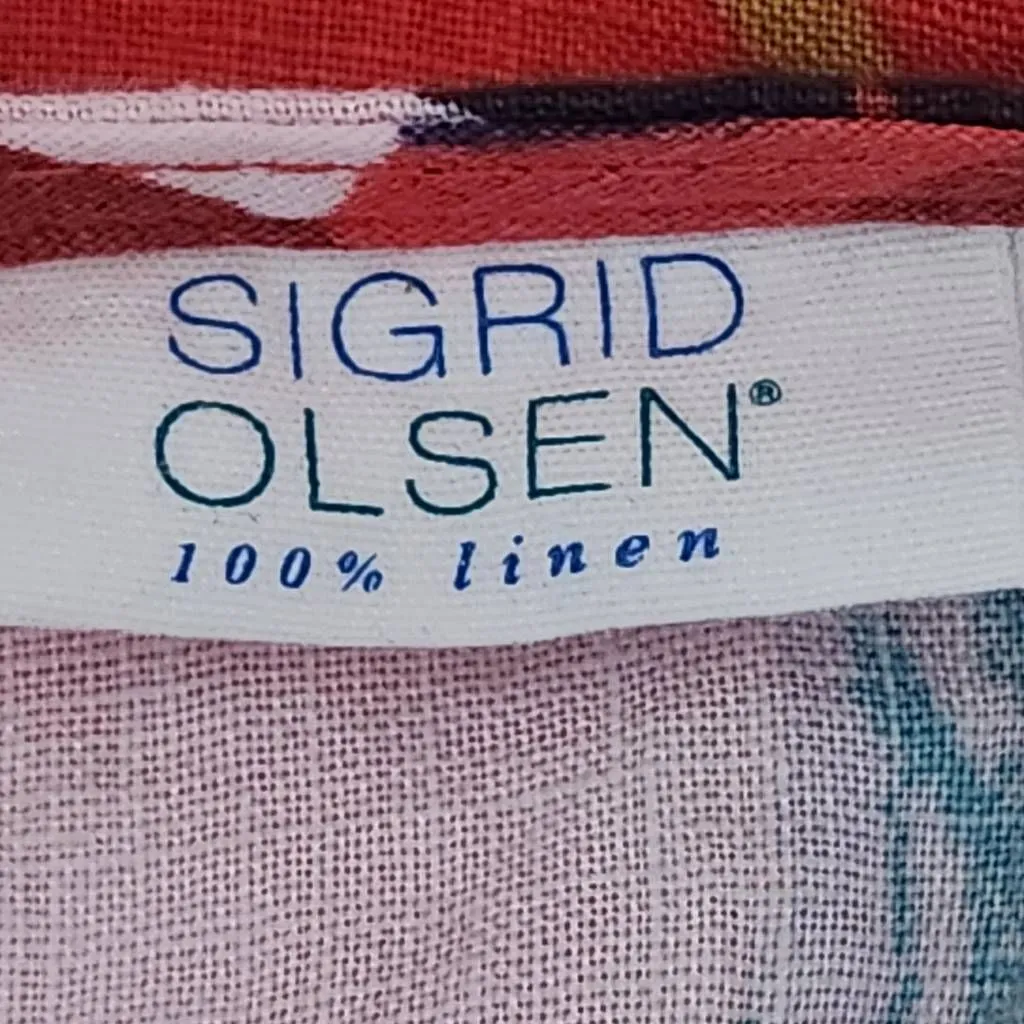 SIGRID
OLSEN®
100% linen